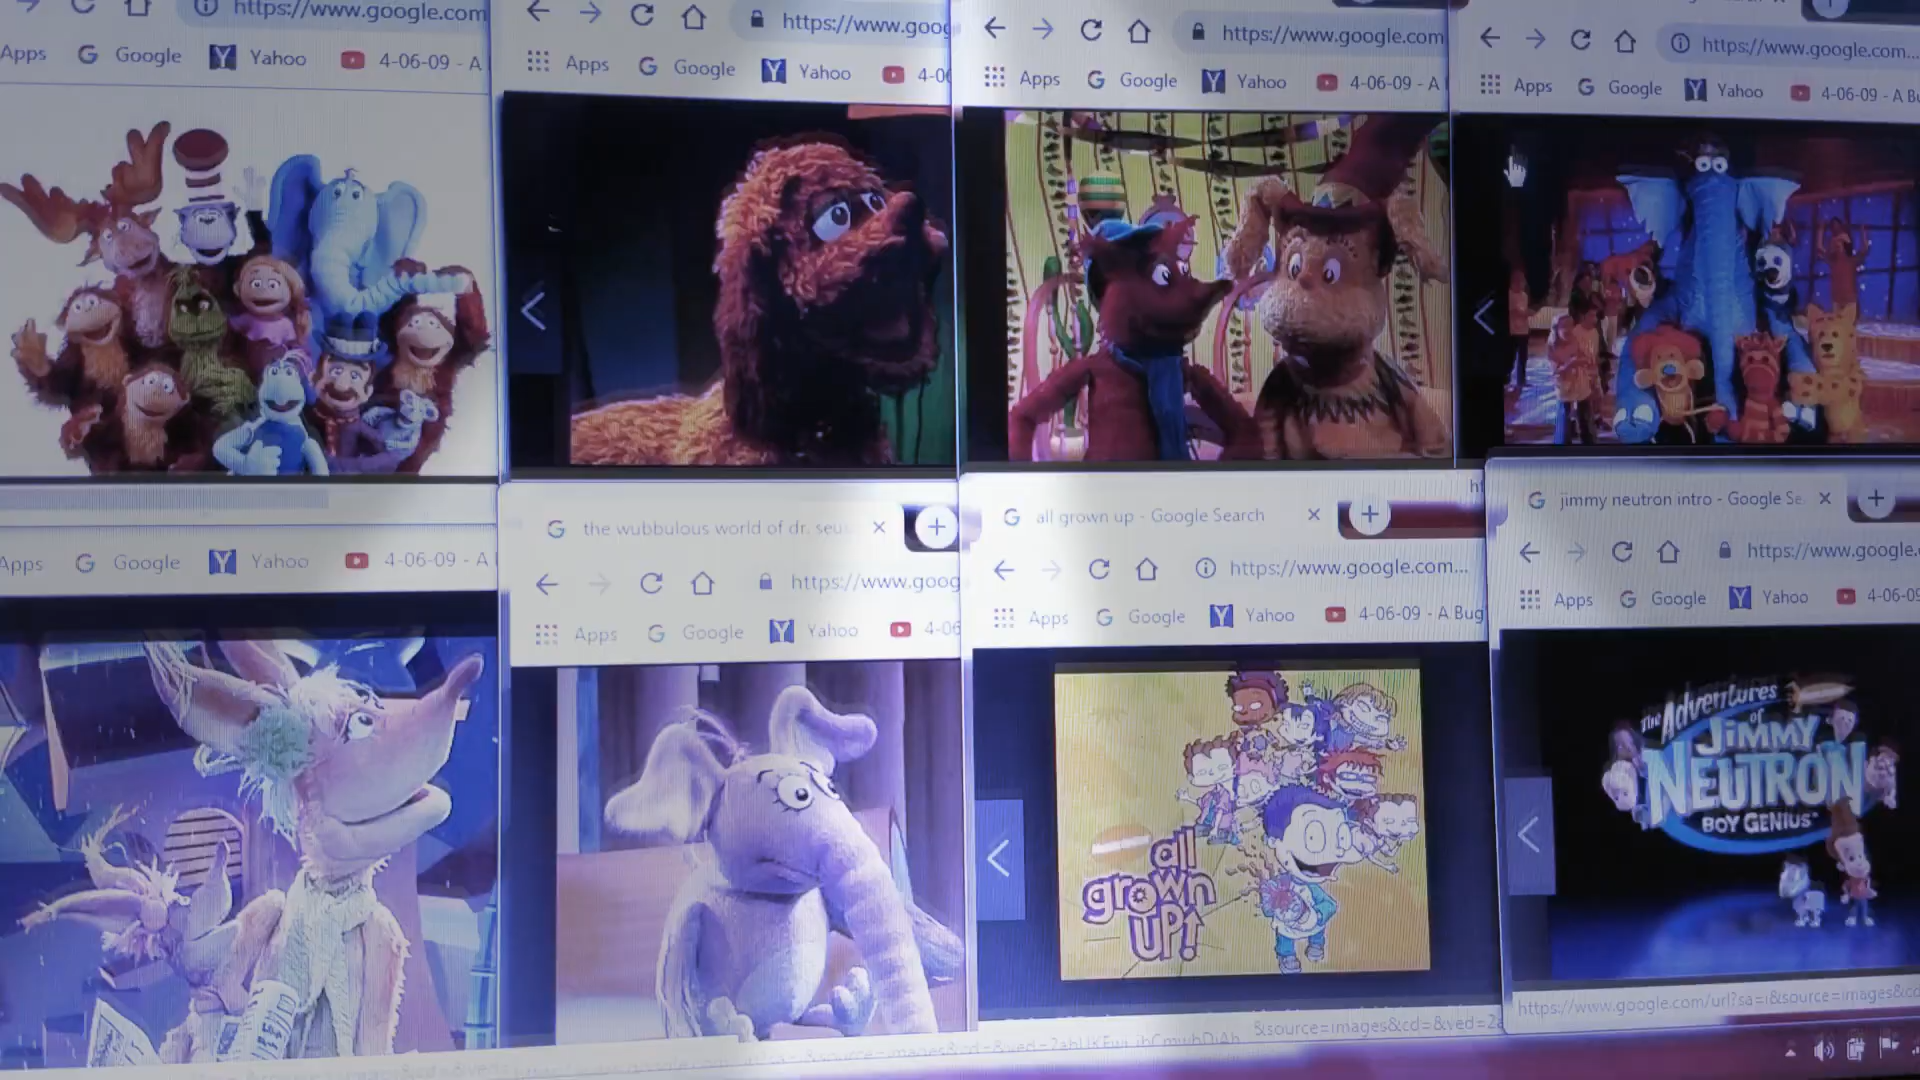 https://www.google.com
Apps Google Yahoo 4-06-09 - A
https://www.goog
Apps Google Yahoo 4-06
https://www.google.com
Apps Google Yahoo 4-06-09 - A
https://www.google.com...
Apps Google Yahoo 4-06-09 - A Bu
Apps Google Yahoo 4-06-09 - A
the wubbulous world of dr. seu
https://www.goog
Apps Google Yahoo 4-06
all grown up - Google Search
https://www.google.com...
Apps Google Yahoo 4-06-09 - A Bug
all
grown
UP!
jimmy neutron intro - Google Se
https://www.google.
Apps Google Yahoo 4-06-09
The Adventures
of
JIMMY
NEUTRON
BOY GENIUS
https://www.google.com/url?sa=i&source=images&cd
&source=images&cd=&ved=2a